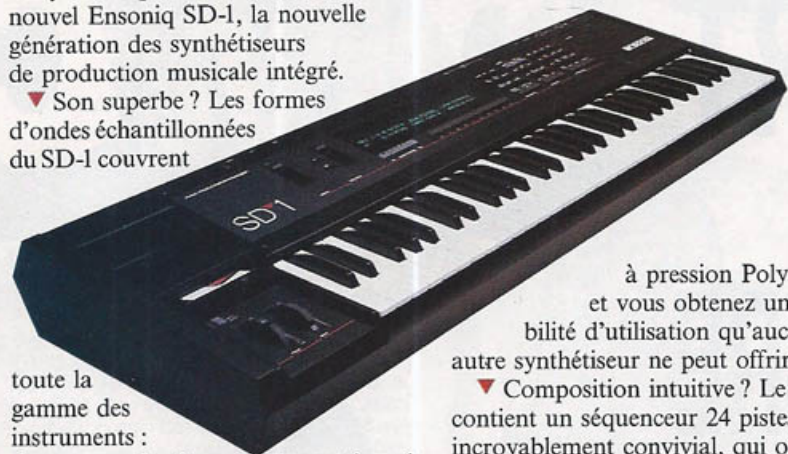 nouvel Ensoniq SD-1, la nouvelle
génération des synthétiseurs
de production musicale intégré.
▼ Son superbe ? Les formes
d'ondes échantillonnées
du SD-1 couvrent
toute la
gamme des
instruments :
SD1
à pression Poly
et vous obtenez un
bilité d'utilisation qu'auc
autre synthétiseur ne peut offrir
▼ Composition intuitive ? Le
contient un séquenceur 24 piste
incroyablement convivial, qui o